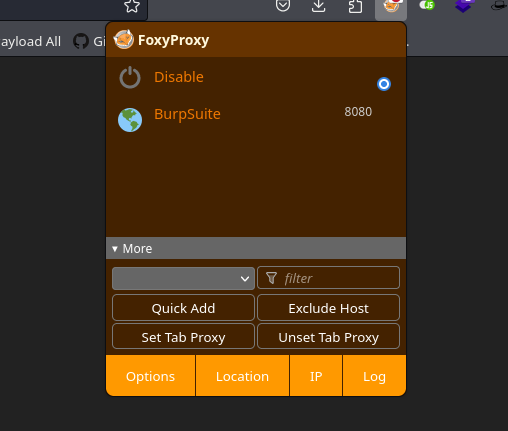 ayload All
Gi
FoxyProxy
Disable
BurpSuite 8080
▾ More
filter
Quick Add Exclude Host
Set Tab Proxy Unset Tab Proxy
Options Location IP Log